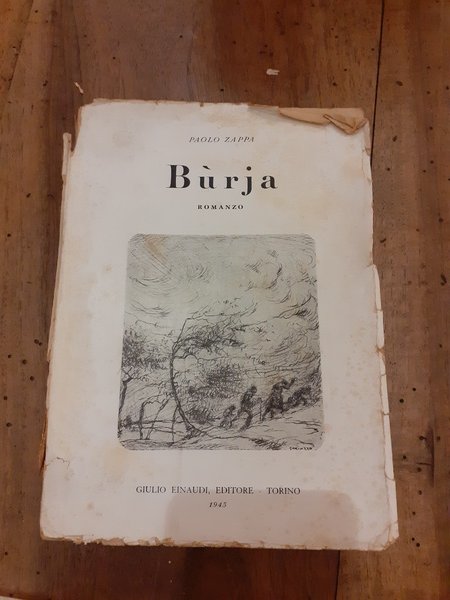 PAOLO ZAPPA
Bùrja
ROMANZO
GIULIO EINAUDI, EDITORE - TORINO
1945